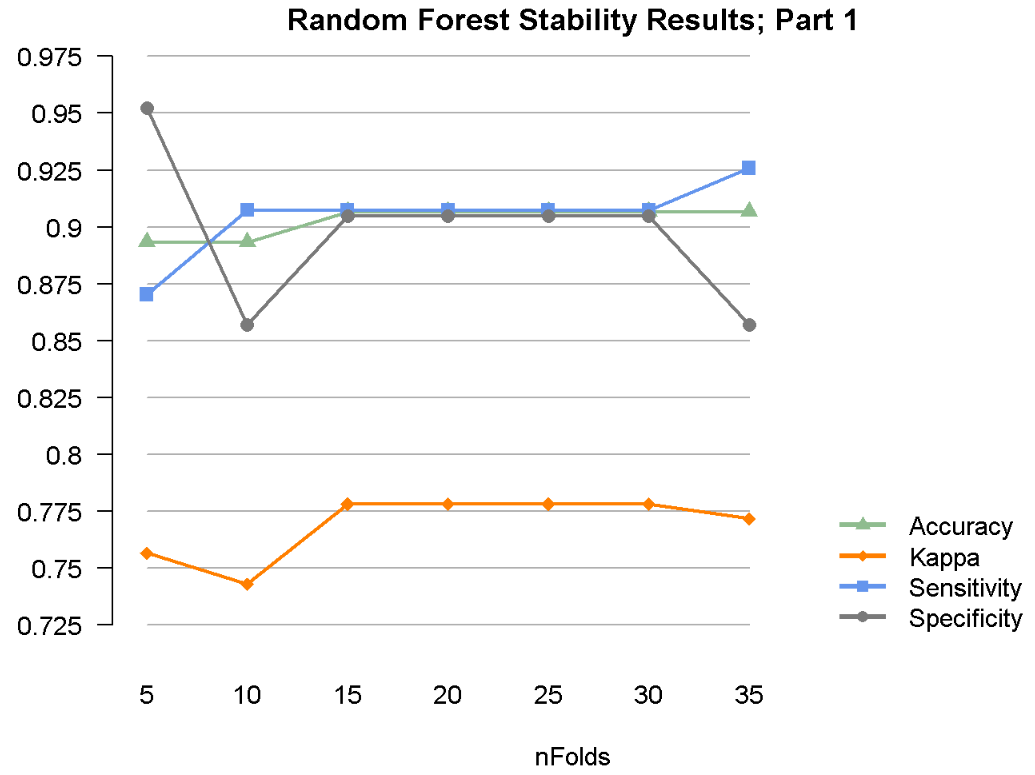 Random Forest Stability Results; Part 1
0.975
0.95
0.925
0.9
0.875
0.85
0.825
0.8
0.775
0.75
0.725
Accuracy
Kappa
Sensitivity
Specificity
5 10 15 20 25 30 35
nFolds